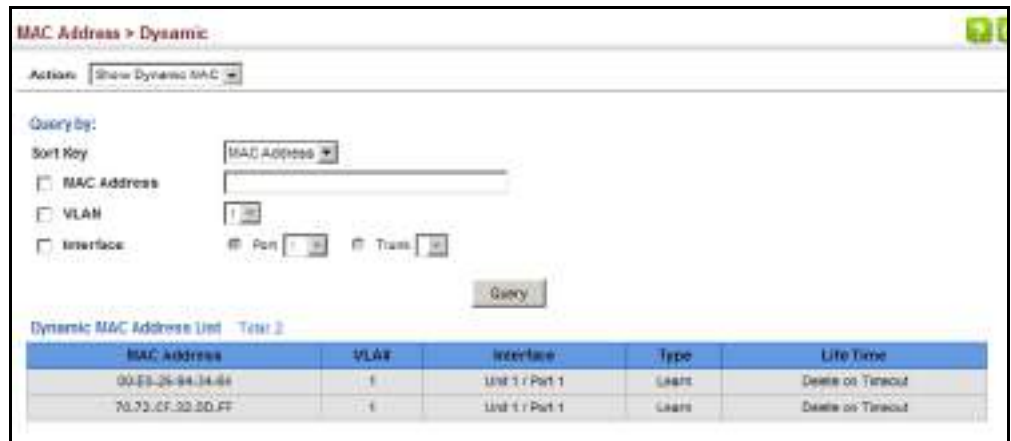 MAC Address > Dynamic
Action: Show Dynamic MAC
Query by:
Sort Key MAC Address
MAC Address
VLAN 1
Interface Port 1 Trunk
Query
Dynamic MAC Address List Total: 2
MAC Address VLAN Interface Type Life Time
1 Unit 1 / Port 1 Learn Delete on Timeout
1 Unit 1 / Port 1 Learn Delete on Timeout